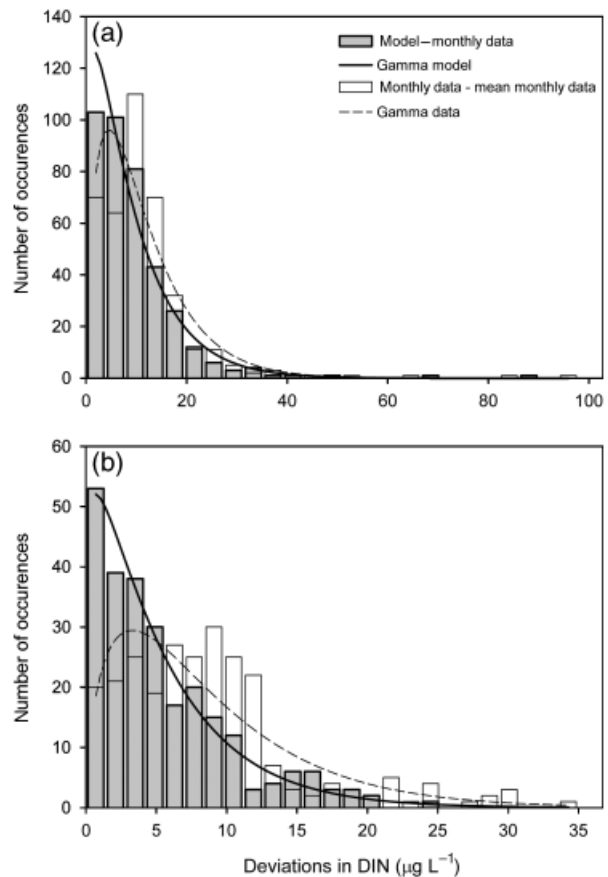 (a)
Model–monthly data
Gamma model
Monthly data - mean monthly data
Gamma data
Number of occurences
140
120
100
80
60
40
20
0
0 20 40 60 80 100
(b)
Number of occurences
60
50
40
30
20
10
0
0 5 10 15 20 25 30 35
Deviations in DIN (μg L⁻¹)